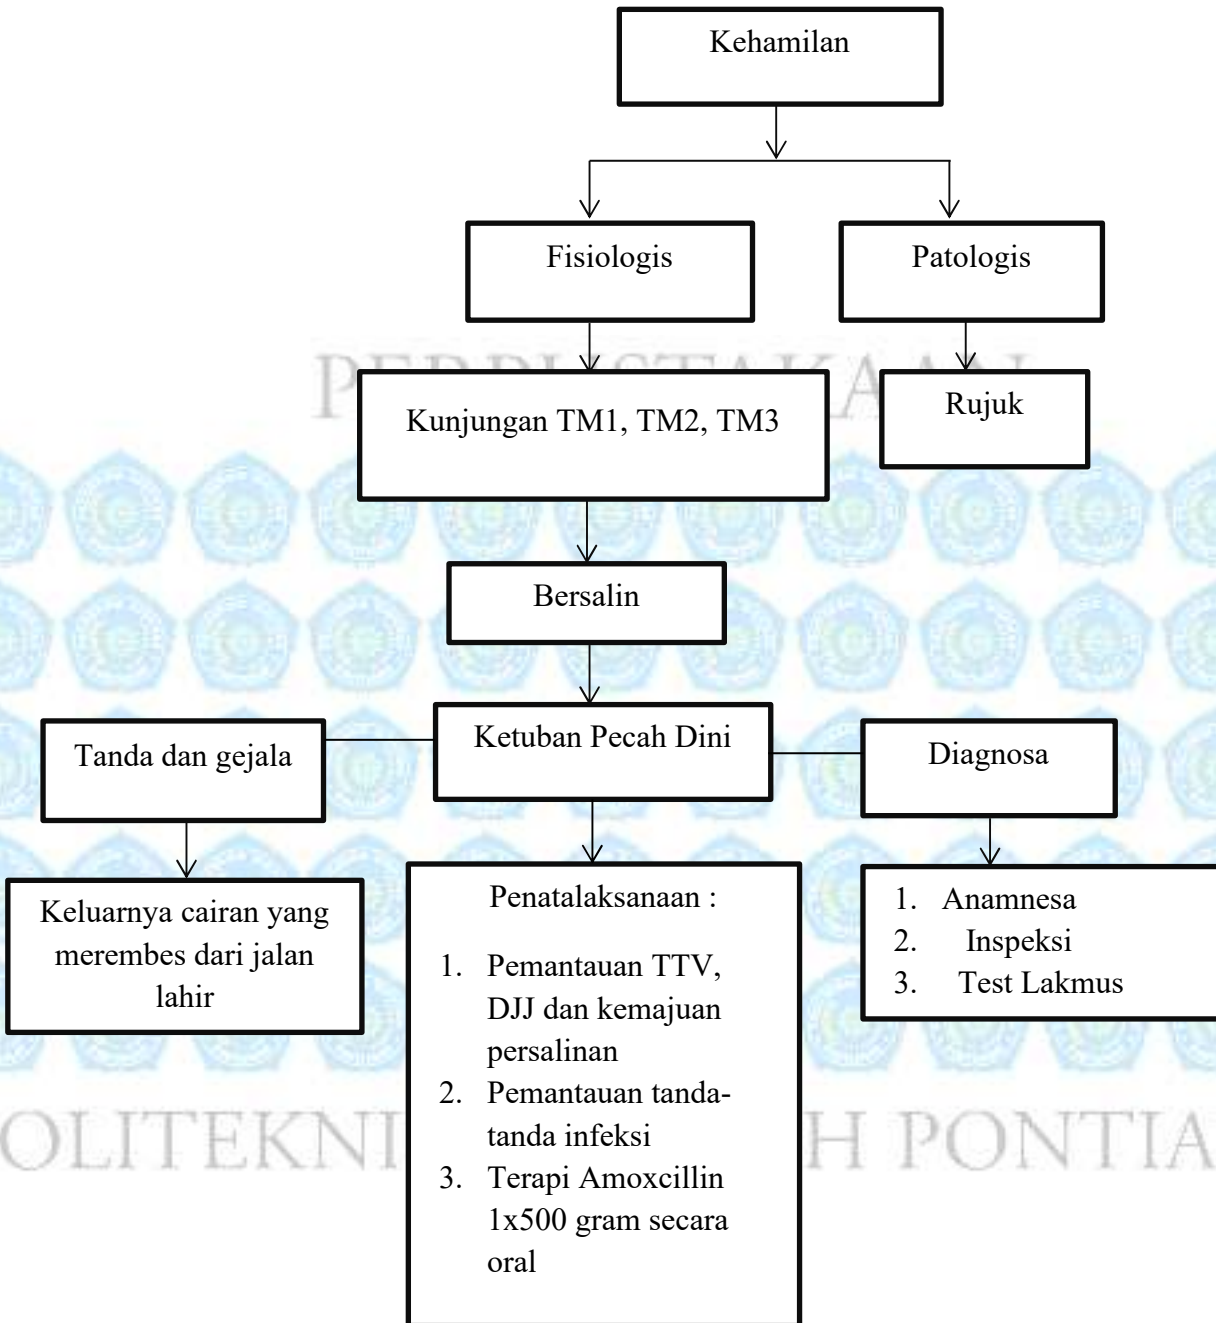 Kehamilan
Fisiologis
Patologis
Kunjungan TM1, TM2, TM3
Rujuk
Bersalin
Tanda dan gejala
Ketuban Pecah Dini
Diagnosa
Keluarnya cairan yang
merembes dari jalan
lahir
Penatalaksanaan :
1. Pemantauan TTV,
DJJ dan kemajuan
persalinan
2. Pemantauan tanda-
tanda infeksi
3. Terapi Amoxcillin
1x500 gram secara
oral
1. Anamnesa
2. Inspeksi
3. Test Lakmus